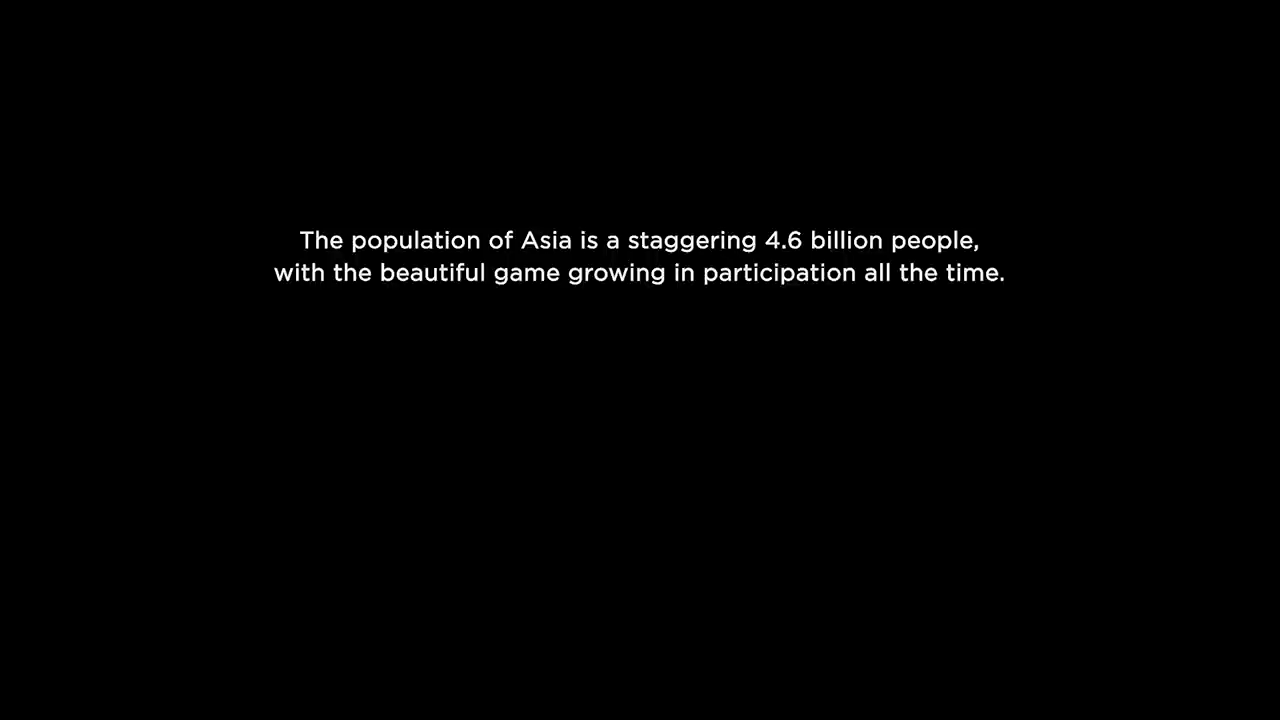 The population of Asia is a staggering 4.6 billion people,
with the beautiful game growing in participation all the time.